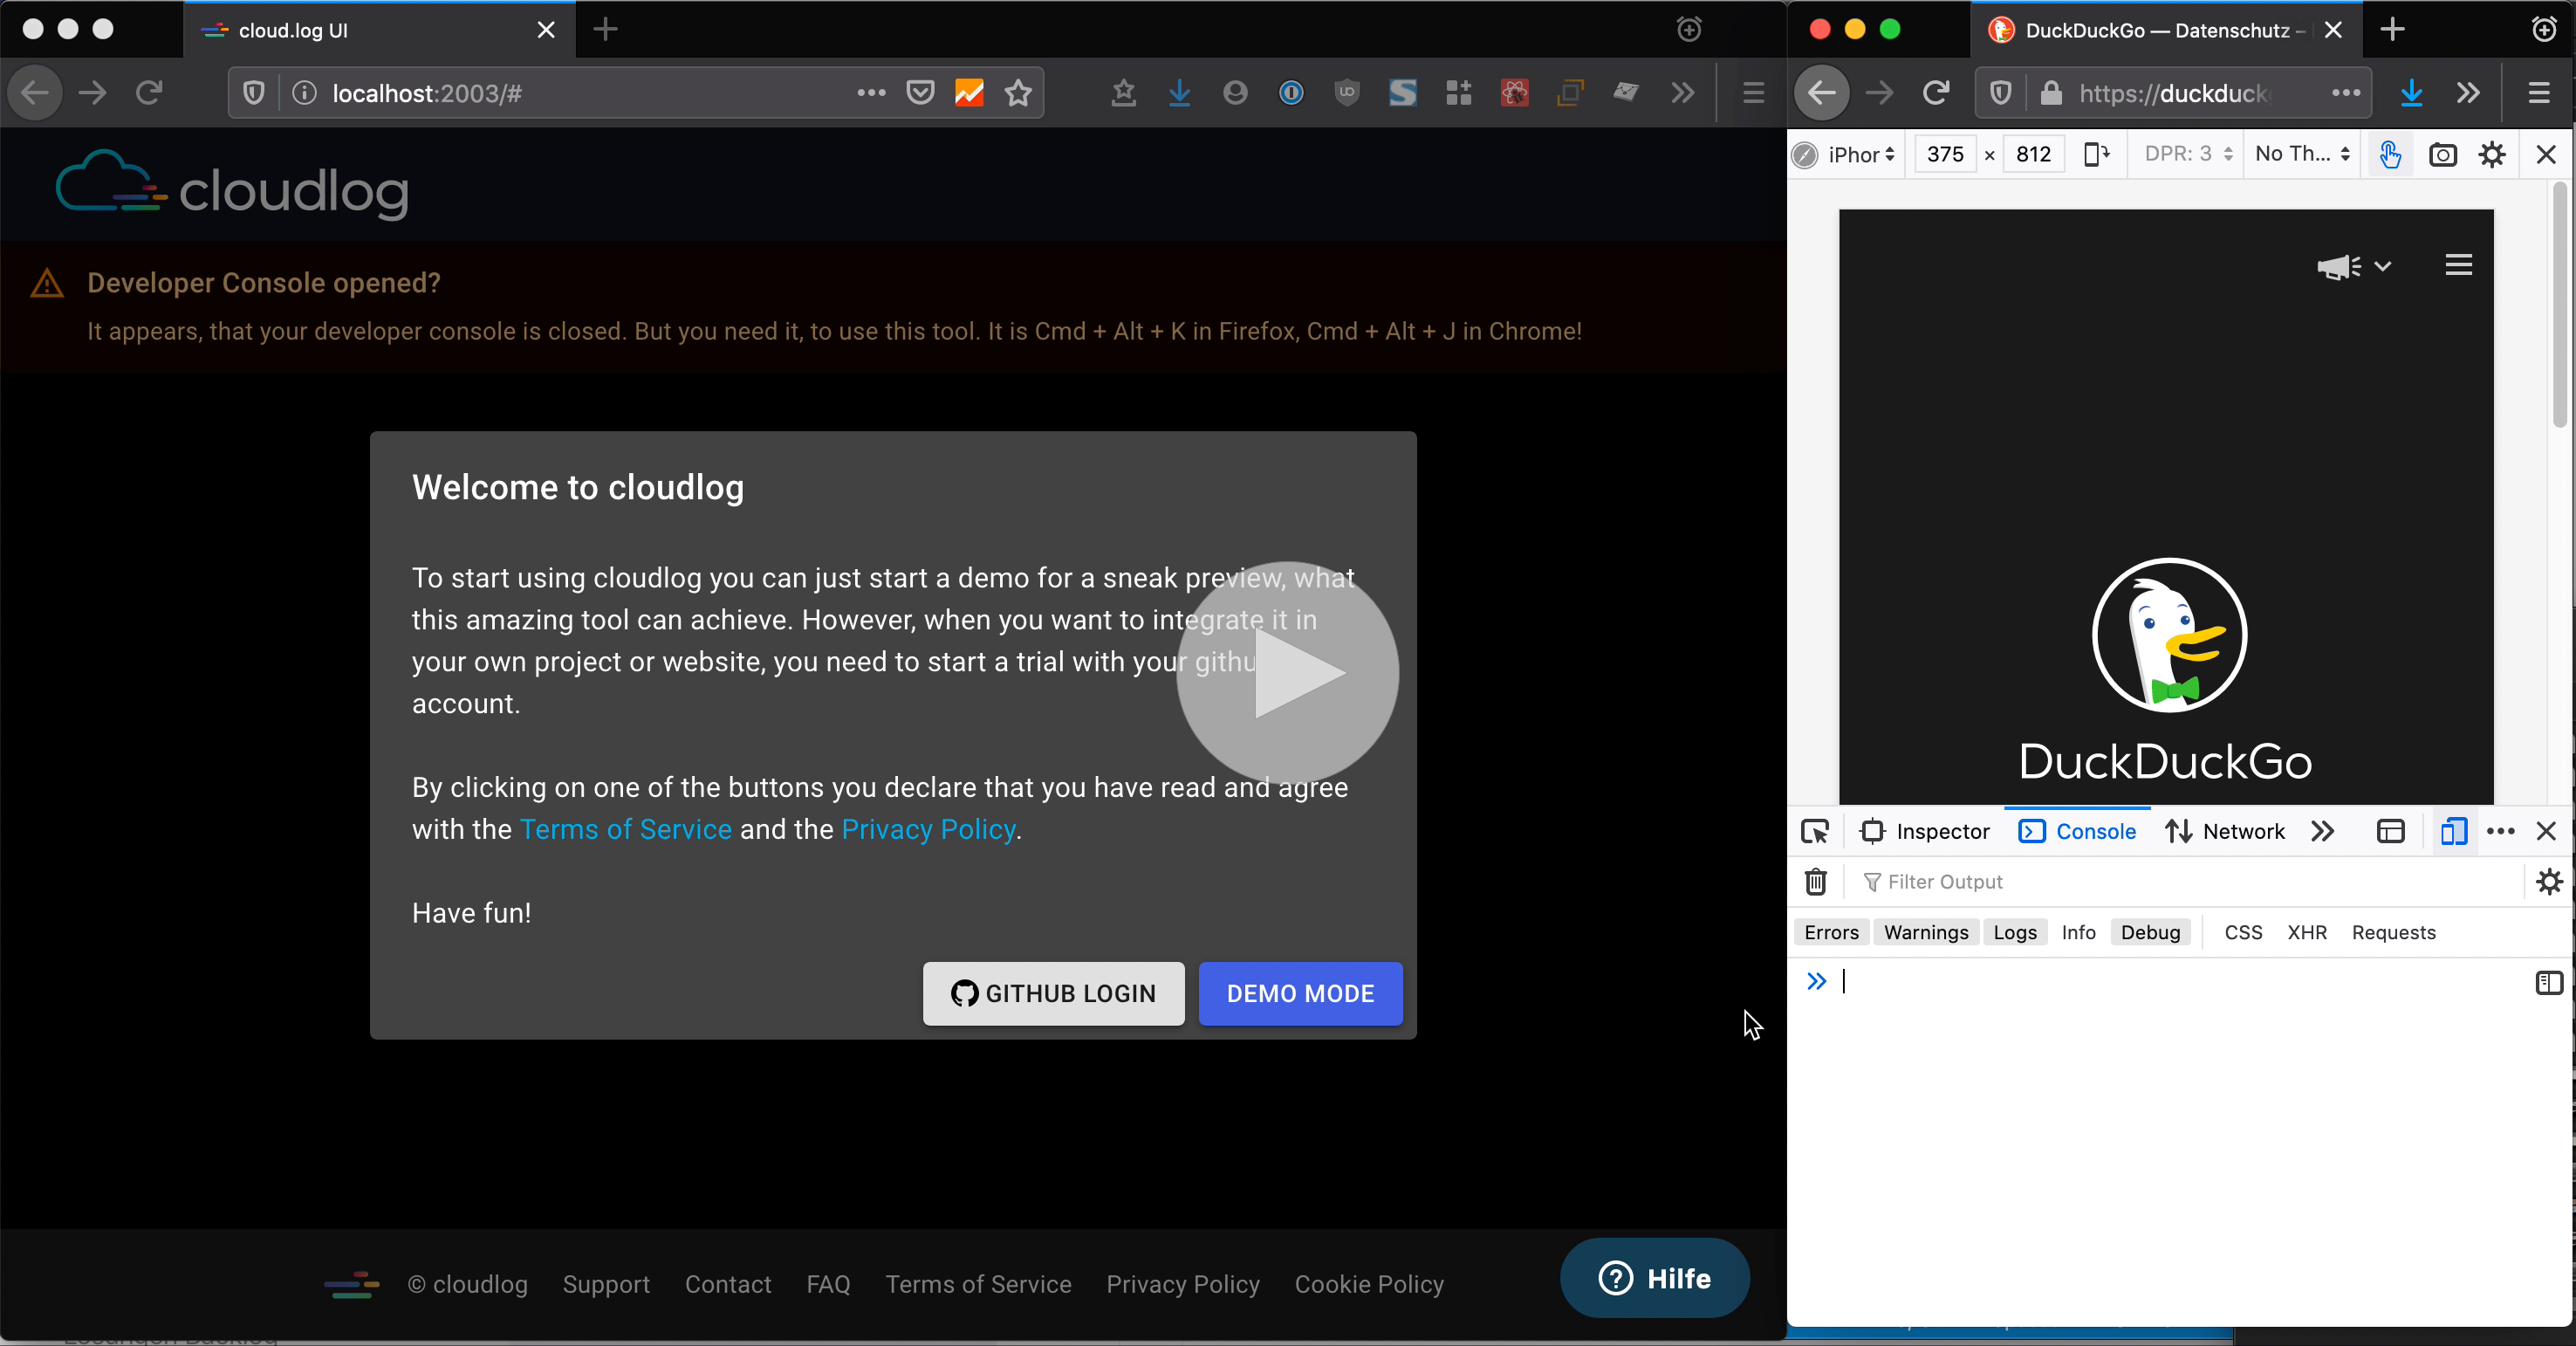 cloud.log UI
localhost:2003/#
cloudlog
Developer Console opened?
It appears, that your developer console is closed. But you need it, to use this tool. It is Cmd + Alt + K in Firefox, Cmd + Alt + J in Chrome!
Welcome to cloudlog
To start using cloudlog you can just start a demo for a sneak preview, what
this amazing tool can achieve. However, when you want to integrate it in
your own project or website, you need to start a trial with your githu
account.
By clicking on one of the buttons you declare that you have read and agree
with the Terms of Service and the Privacy Policy.
Have fun!
GITHUB LOGIN
DEMO MODE
© cloudlog Support Contact FAQ Terms of Service Privacy Policy Cookie Policy
Hilfe
DuckDuckGo — Datenschutz –
https://duckduck
iPhor 375 × 812 DPR: 3 No Th...
DuckDuckGo
Inspector Console Network
Filter Output
Errors Warnings Logs Info Debug CSS XHR Requests